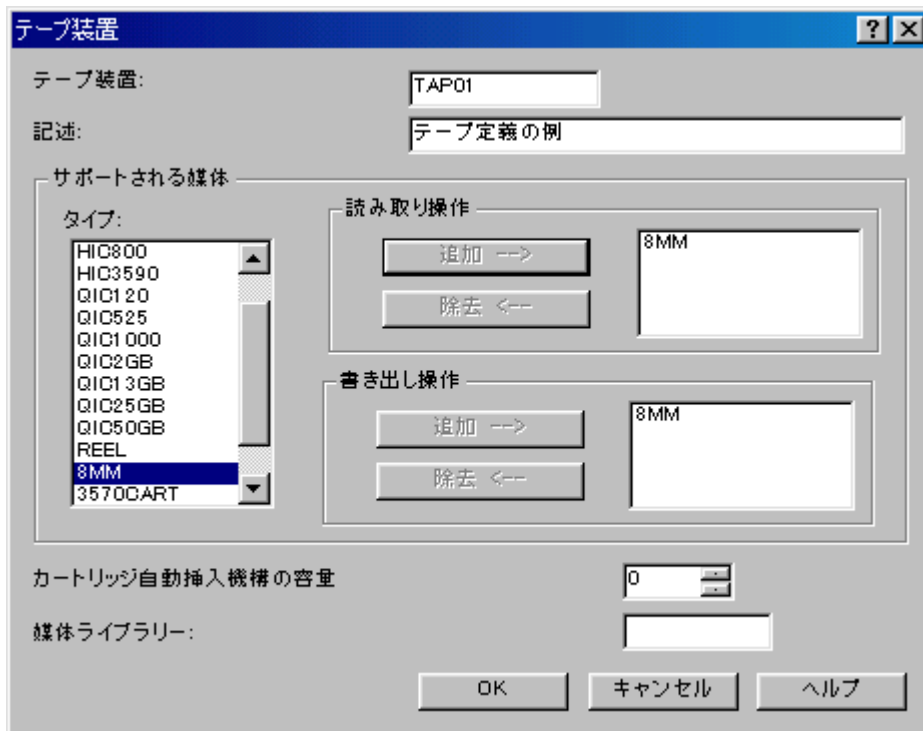 テープ装置
テープ装置:
TAP01
記述:
テープ定義の例
サポートされる媒体
タイプ:
HIC800
HIC3590
QIC120
QIC525
QIC1000
QIC2GB
QIC13GB
QIC25GB
QIC50GB
REEL
8MM
3570CART
読み取り操作
追加 -->
除去 <--
8MM
書き出し操作
追加 -->
除去 <--
8MM
カートリッジ自動挿入機構の容量
0
媒体ライブラリー:
OK
キャンセル
ヘルプ